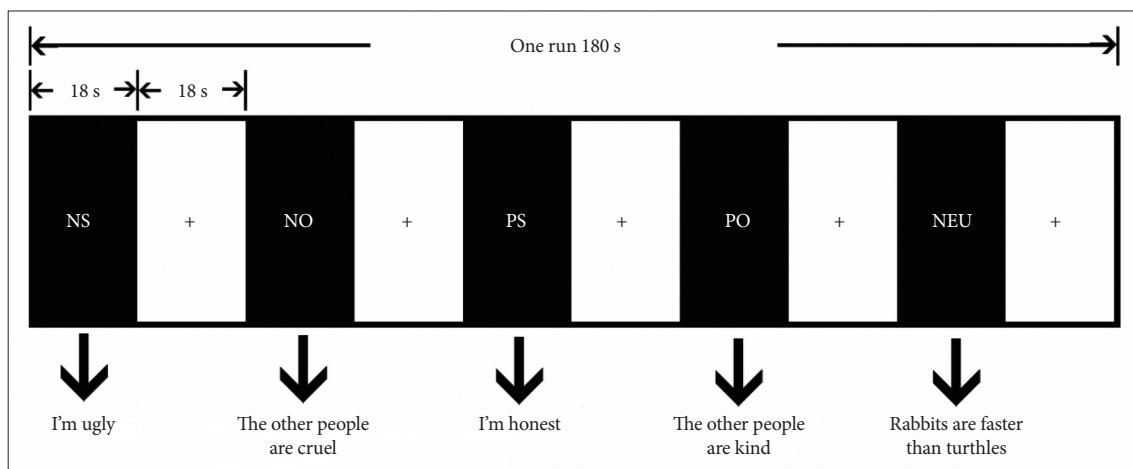 One run 180 s
18 s 18 s
NS + NO + PS + PO + NEU +
I'm ugly The other people I'm honest The other people Rabbits are faster
are cruel are kind than turthles